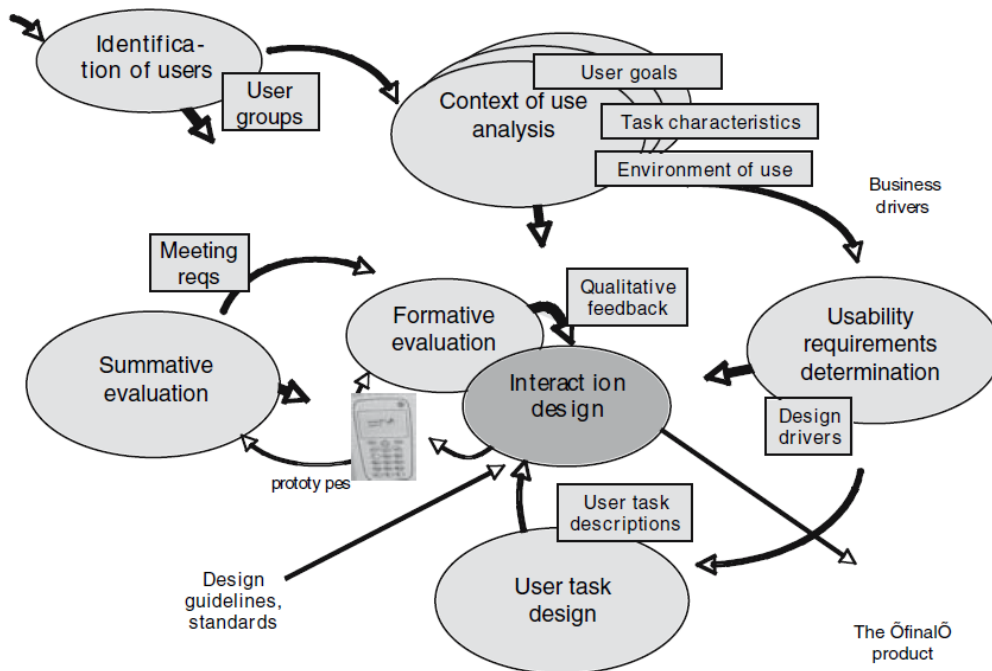 Identifica-
tion of users
User
groups
User goals
Context of use
analysis
Task characteristics
Environment of use
Business
drivers
Meeting
reqs
Qualitative
feedback
Formative
evaluation
Usability
requirements
determination
Summative
evaluation
Interact ion
design
Design
drivers
prototy pes
User task
descriptions
Design
guidelines,
standards
User task
design
The ÕfinalÕ
product